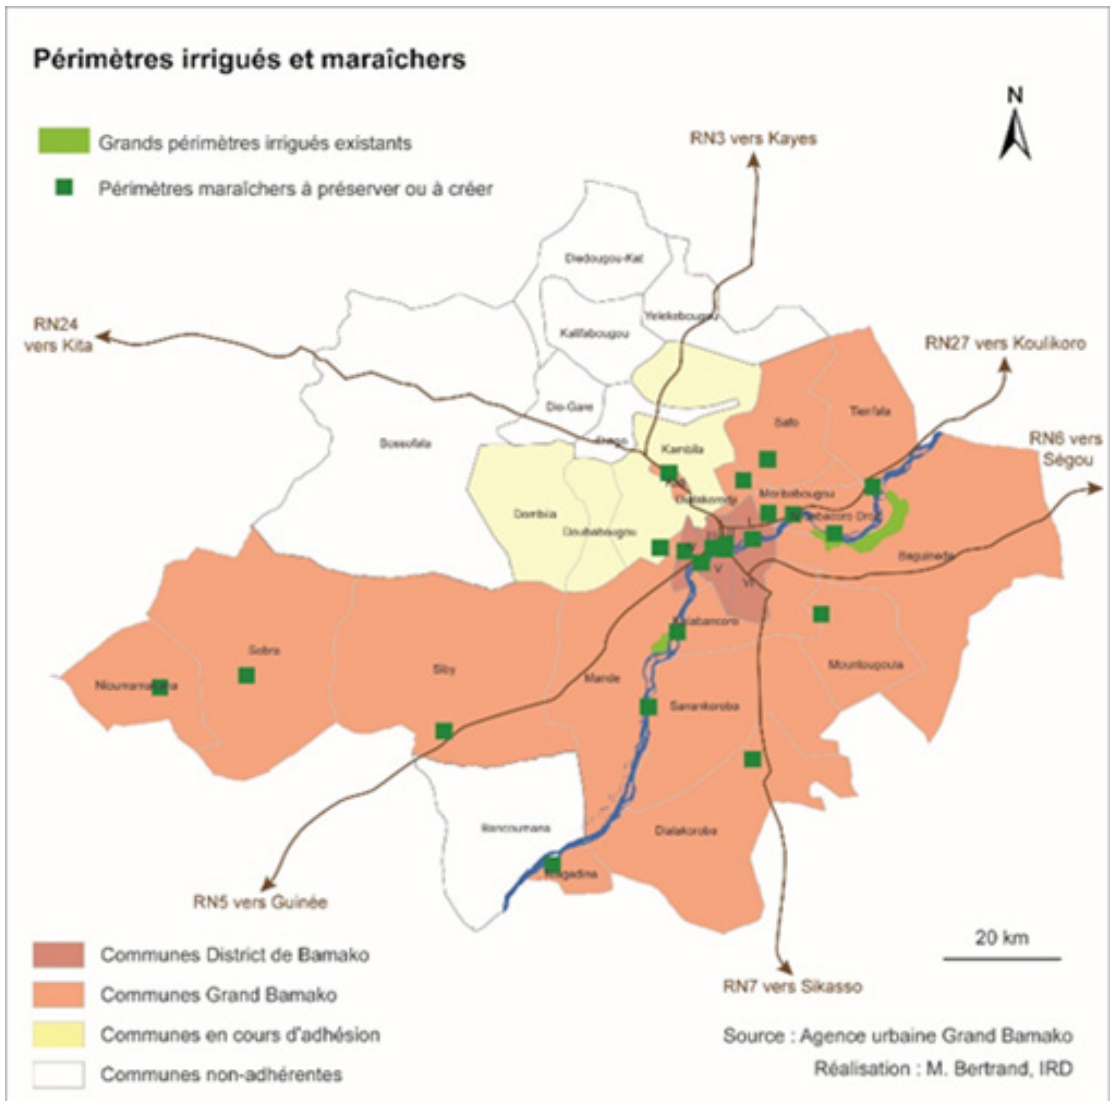 Périmètres irrigués et maraîchers
N
Grands périmètres irrigués existants
Périmètres maraîchers à préserver ou à créer
RN3 vers Kayes
Diedougou-Kat
Yelekebougou
Kalifabougou
RN24
vers Kita
RN27 vers Koulikoro
Dio-Gare
Safo
Tienfala
Bossofala
Kambila
RN6 vers
Ségou
Dialakorodji
Moribabougou
Dombila
Doubabougou
I
Baguineda
V
VI
Kalabancoro
Sobra
Siby
Mande
Mountougoula
Sanankoroba
Bancoumana
Dialakoroba
RN5 vers Guinée
20 km
Communes District de Bamako
Communes Grand Bamako
RN7 vers Sikasso
Communes en cours d'adhésion
Source : Agence urbaine Grand Bamako
Communes non-adhérentes
Réalisation : M. Bertrand, IRD